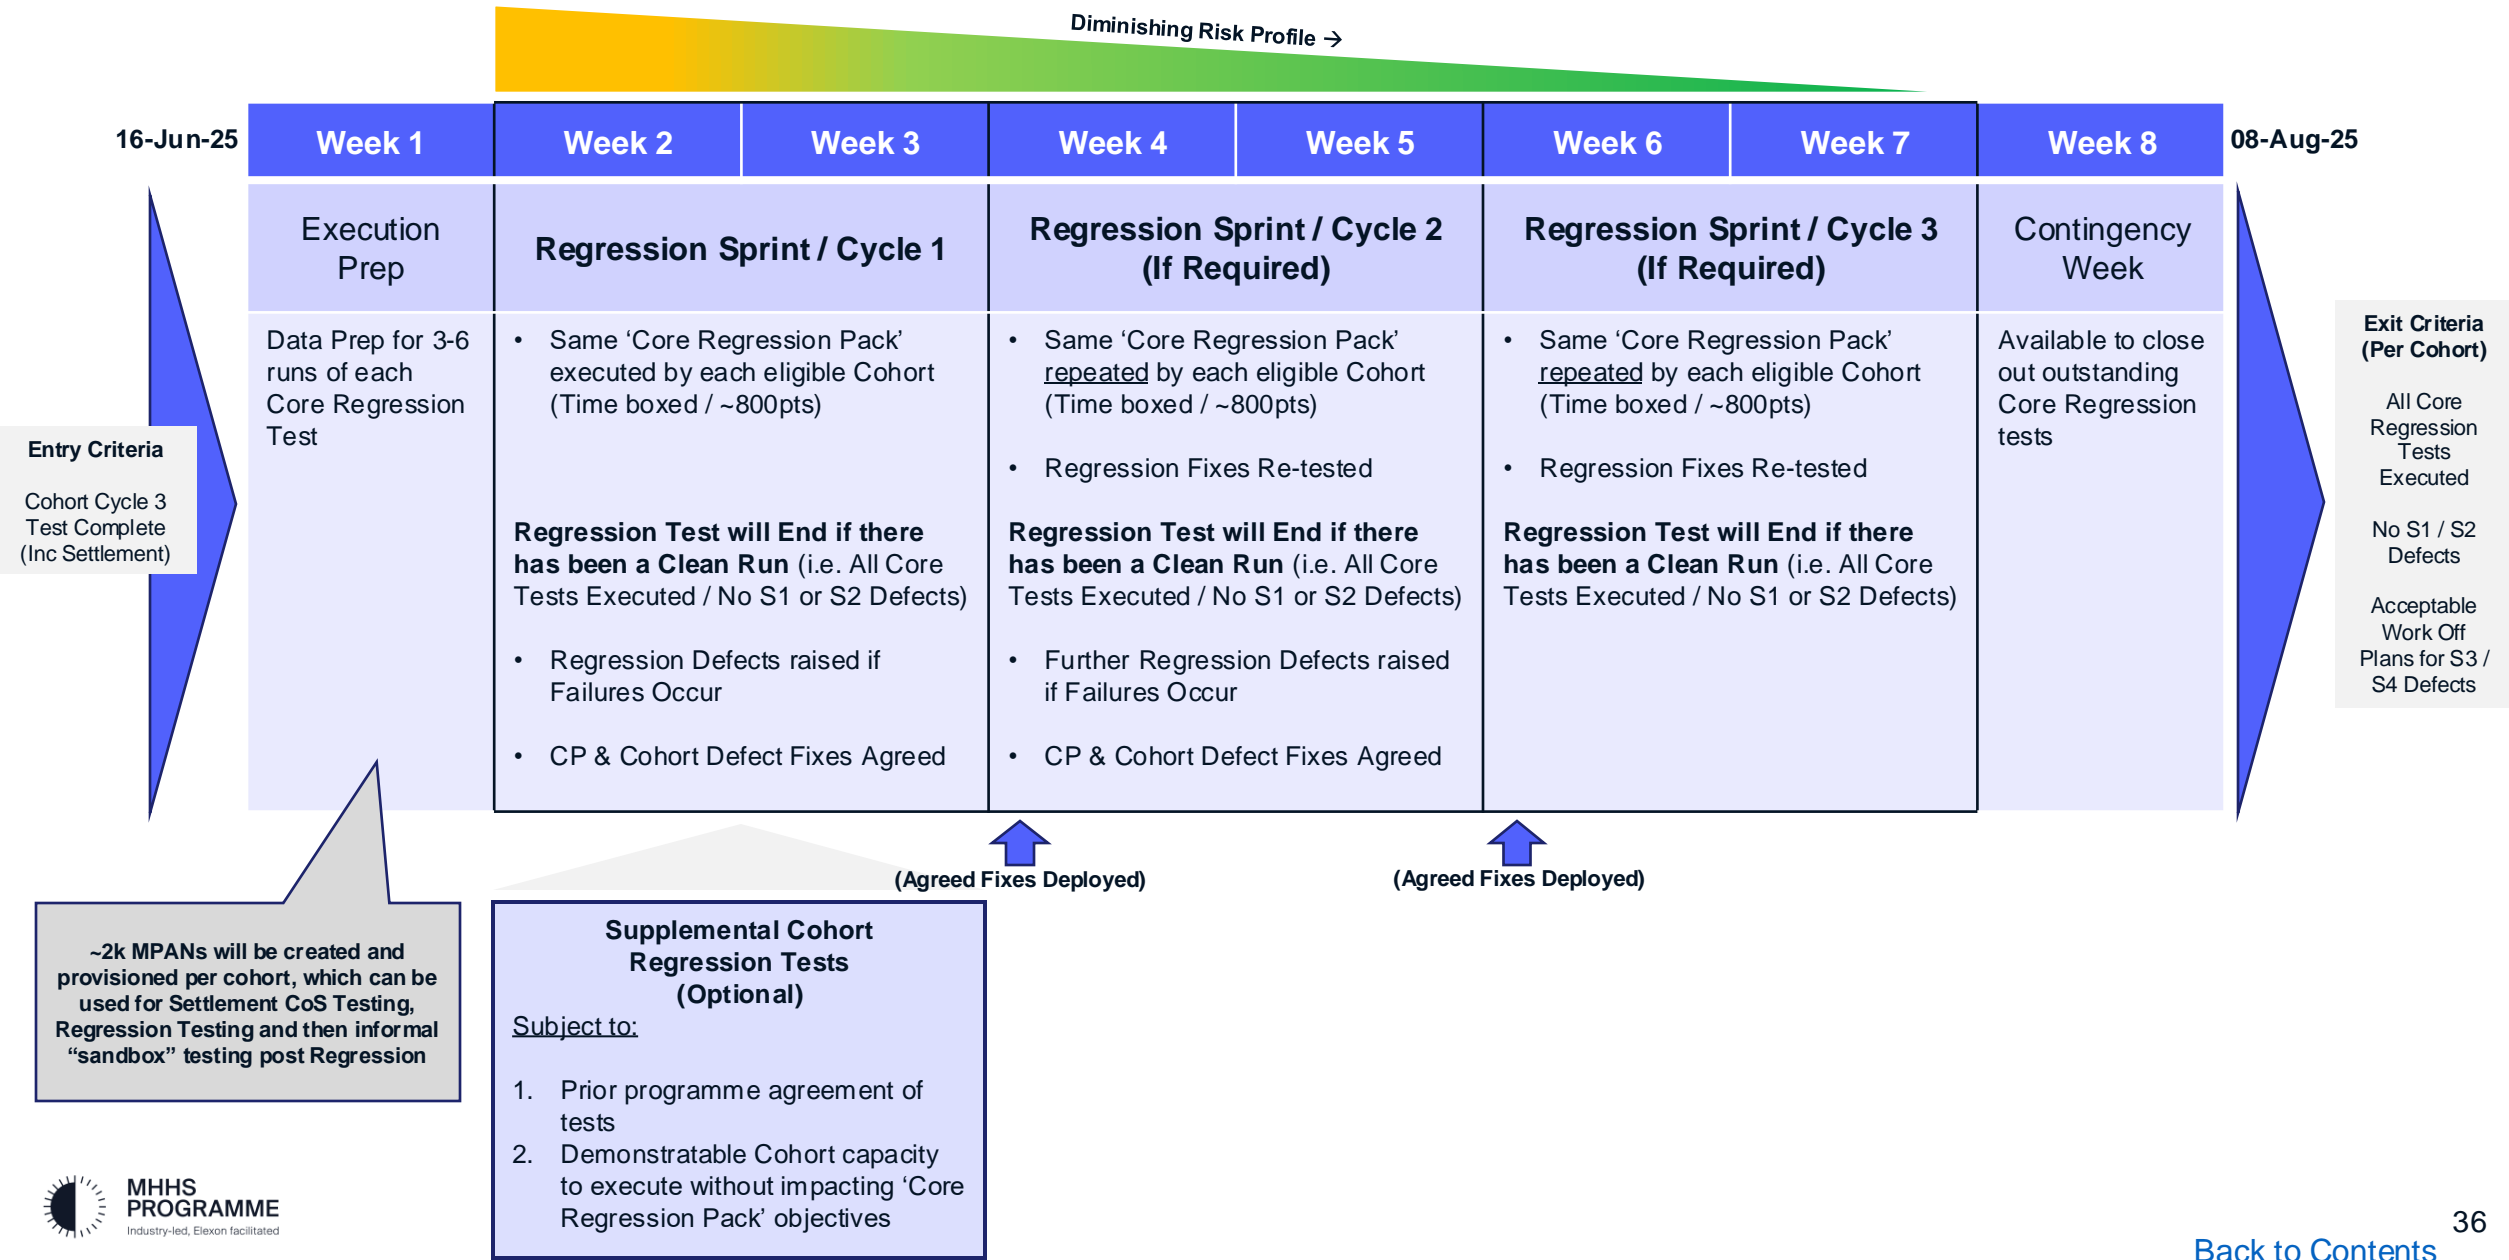 Diminishing Risk Profile →
16-Jun-25
Week 1
Week 2
Week 3
Week 4
Week 5
Week 6
Week 7
Week 8
08-Aug-25
Entry Criteria
Cohort Cycle 3
Test Complete
(Inc Settlement)
Execution
Prep
Data Prep for 3-6
runs of each
Core Regression
Test
Regression Sprint / Cycle 1
• Same ‘Core Regression Pack’
executed by each eligible Cohort
(Time boxed / ~800pts)
Regression Test will End if there
has been a Clean Run (i.e. All Core
Tests Executed / No S1 or S2 Defects)
• Regression Defects raised if
Failures Occur
• CP & Cohort Defect Fixes Agreed
Regression Sprint / Cycle 2
(If Required)
• Same ‘Core Regression Pack’
repeated by each eligible Cohort
(Time boxed / ~800pts)
• Regression Fixes Re-tested
Regression Test will End if there
has been a Clean Run (i.e. All Core
Tests Executed / No S1 or S2 Defects)
• Further Regression Defects raised
if Failures Occur
• CP & Cohort Defect Fixes Agreed
Regression Sprint / Cycle 3
(If Required)
• Same ‘Core Regression Pack’
repeated by each eligible Cohort
(Time boxed / ~800pts)
• Regression Fixes Re-tested
Regression Test will End if there
has been a Clean Run (i.e. All Core
Tests Executed / No S1 or S2 Defects)
Contingency
Week
Available to close
out outstanding
Core Regression
tests
Exit Criteria
(Per Cohort)
All Core
Regression
Tests
Executed
No S1 / S2
Defects
Acceptable
Work Off
Plans for S3 /
S4 Defects
(Agreed Fixes Deployed)
(Agreed Fixes Deployed)
~2k MPANs will be created and
provisioned per cohort, which can be
used for Settlement CoS Testing,
Regression Testing and then informal
“sandbox” testing post Regression
Supplemental Cohort
Regression Tests
(Optional)
Subject to:
1. Prior programme agreement of
tests
2. Demonstratable Cohort capacity
to execute without impacting ‘Core
Regression Pack’ objectives
MHHS
PROGRAMME
Industry-led, Elexon facilitated
36
Back to Contents